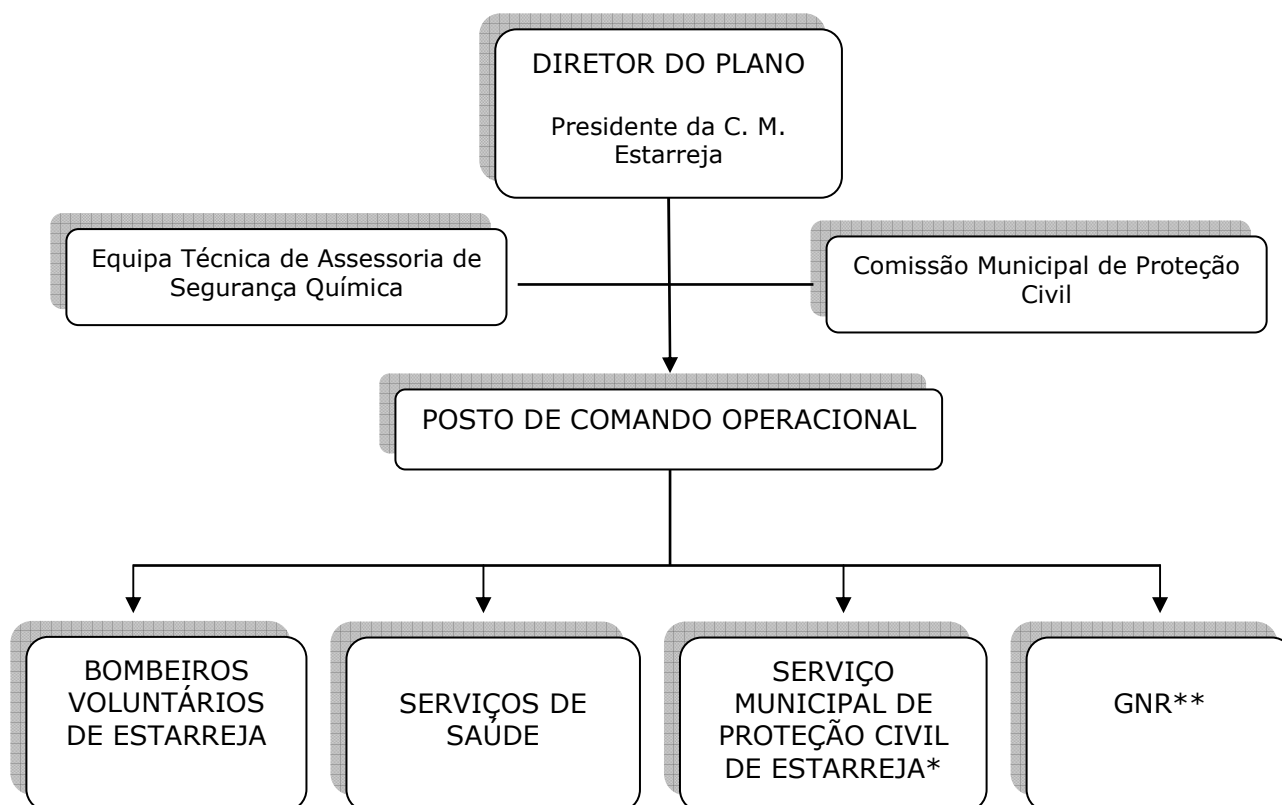 DIRETOR DO PLANO
Presidente da C. M.
Estarreja
Equipa Técnica de Assessoria de
Segurança Química
Comissão Municipal de Proteção
Civil
POSTO DE COMANDO OPERACIONAL
BOMBEIROS
VOLUNTÁRIOS
DE ESTARREJA
SERVIÇOS DE
SAÚDE
SERVIÇO
MUNICIPAL DE
PROTEÇÃO CIVIL
DE ESTARREJA*
GNR**